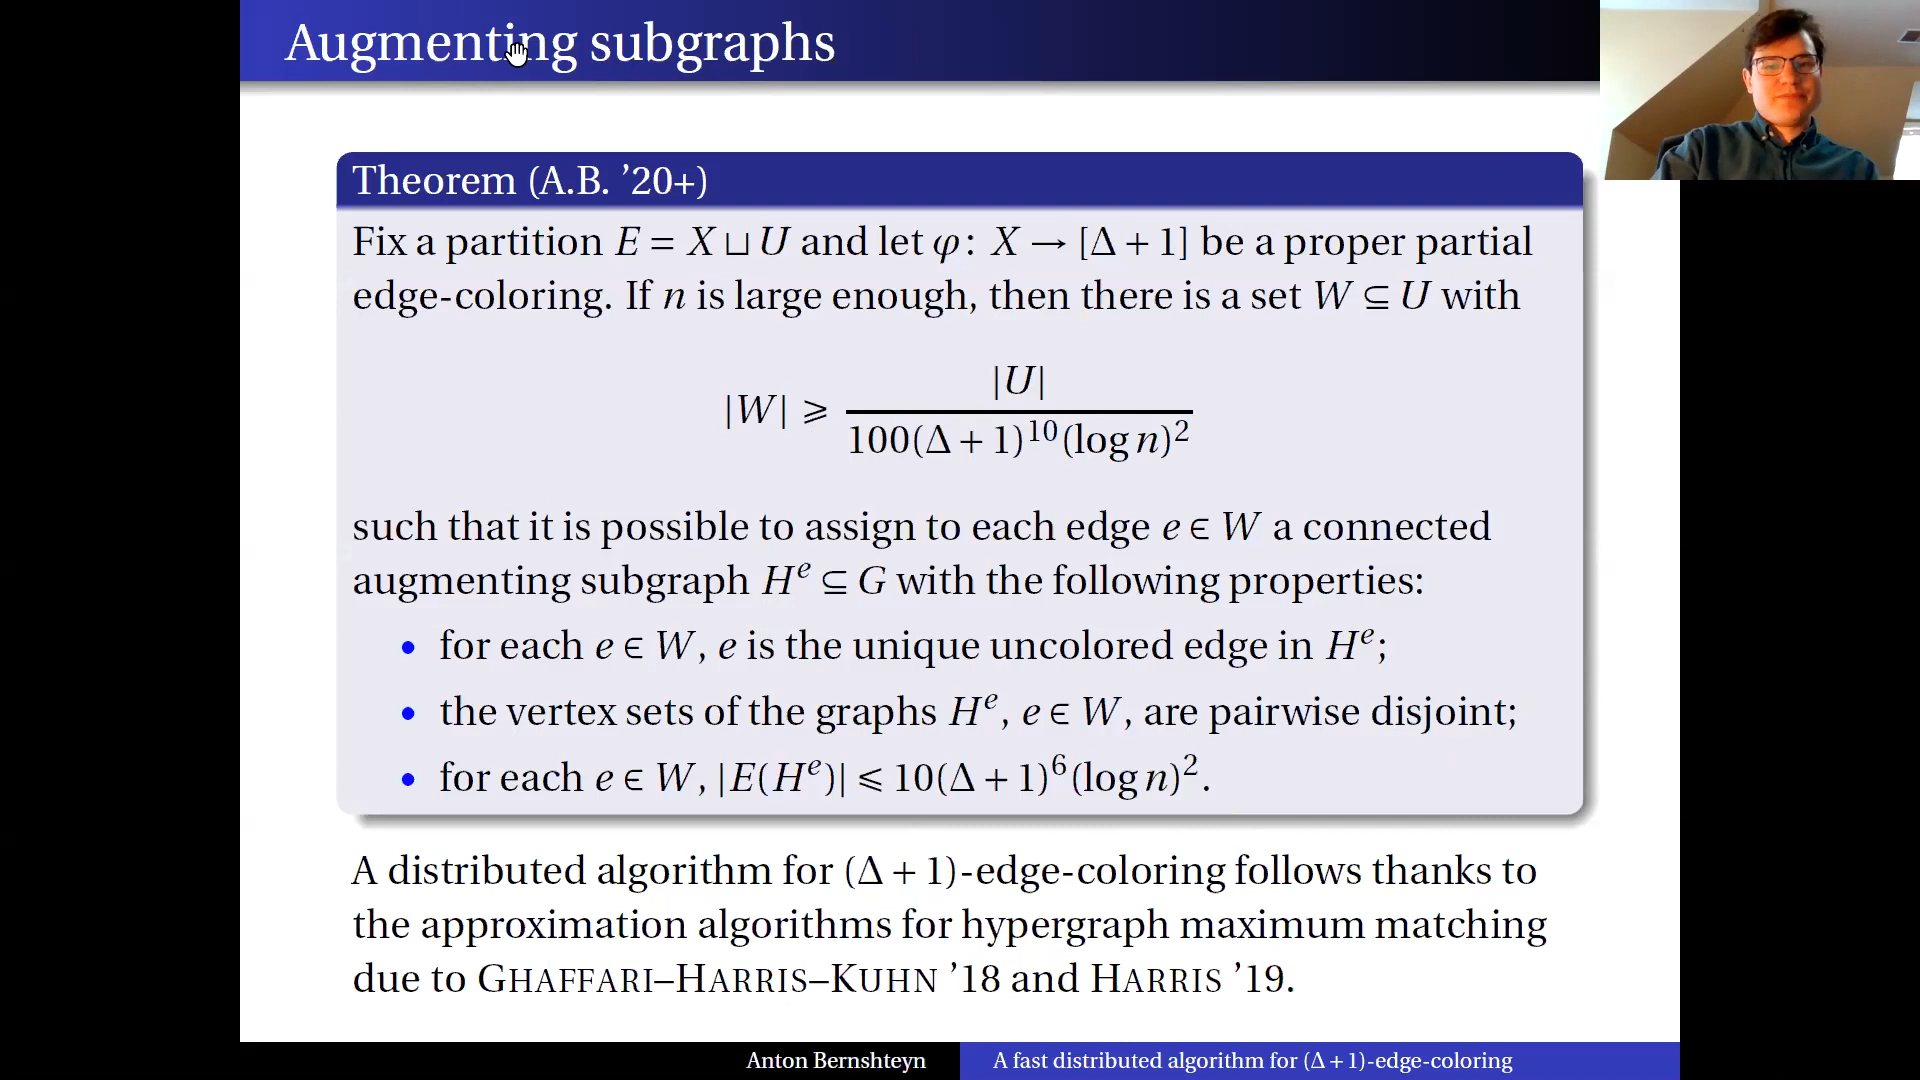 Augmenting subgraphs
Theorem (A.B. ’20+)
Fix a partition E = X ⊔ U and let φ: X → [Δ + 1] be a proper partial
edge-coloring. If n is large enough, then there is a set W ⊆ U with
|W| ⩾ |U| / 100(Δ + 1)^10 (log n)^2
such that it is possible to assign to each edge e ∈ W a connected
augmenting subgraph H^e ⊆ G with the following properties:
• for each e ∈ W, e is the unique uncolored edge in H^e;
• the vertex sets of the graphs H^e, e ∈ W, are pairwise disjoint;
• for each e ∈ W, |E(H^e)| ⩽ 10(Δ + 1)^6 (log n)^2.
A distributed algorithm for (Δ + 1)-edge-coloring follows thanks to
the approximation algorithms for hypergraph maximum matching
due to GHAFFARI–HARRIS–KUHN ’18 and HARRIS ’19.
Anton Bernshteyn
A fast distributed algorithm for (Δ + 1)-edge-coloring